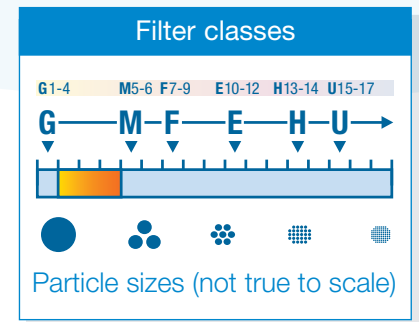 Filter classes
G1-4 M5-6 F7-9 E10-12 H13-14 U15-17
G M F E H U
Particle sizes (not true to scale)